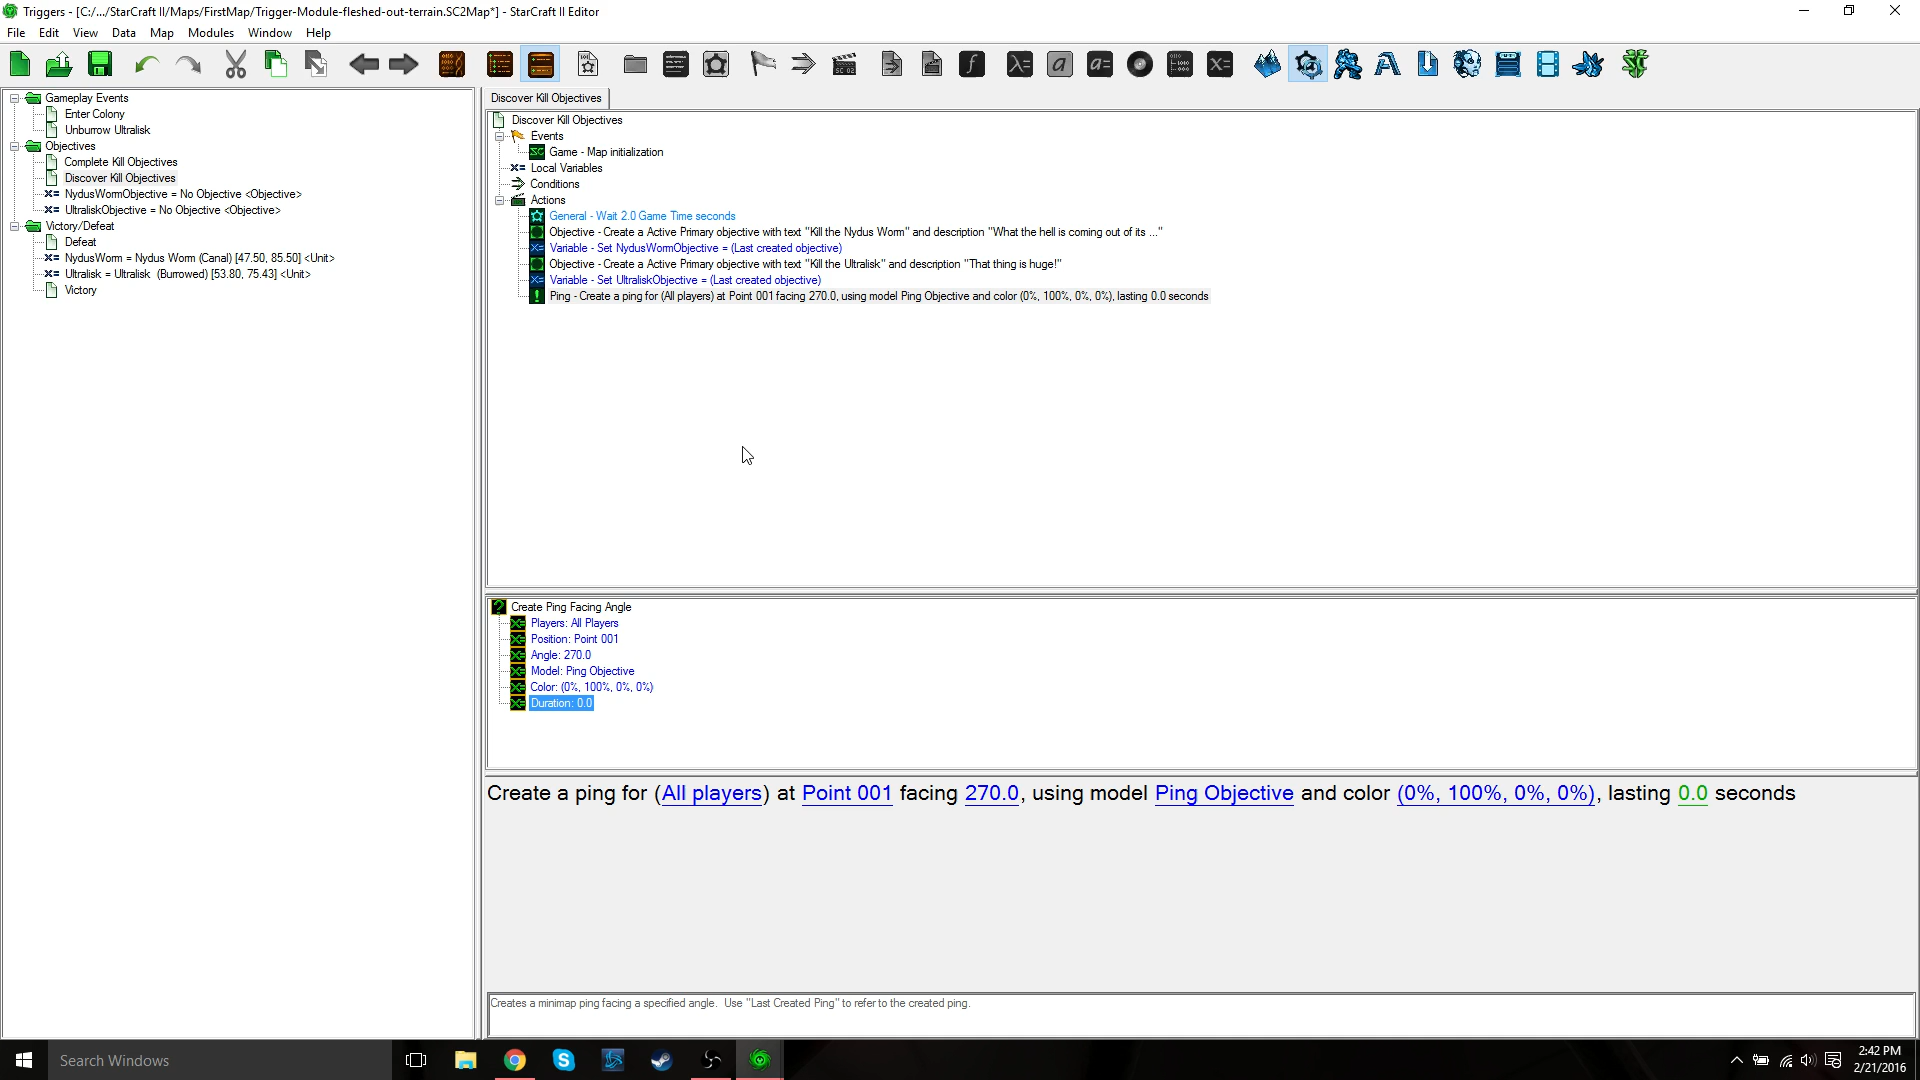 Triggers - [C:/.../StarCraft II/Maps/FirstMap/Trigger-Module-fleshed-out-terrain.SC2Map*] - StarCraft II Editor
File Edit View Data Map Modules Window Help
Gameplay Events
Enter Colony
Unburrow Ultralisk
Objectives
Complete Kill Objectives
Discover Kill Objectives
NydusWormObjective = No Objective <Objective>
UltraliskObjective = No Objective <Objective>
Victory/Defeat
Defeat
NydusWorm = Nydus Worm (Canal) [47.50, 85.50] <Unit>
Ultralisk = Ultralisk (Burrowed) [53.80, 75.43] <Unit>
Victory
Discover Kill Objectives
Discover Kill Objectives
Events
Game - Map initialization
Local Variables
Conditions
Actions
General - Wait 2.0 Game Time seconds
Objective - Create a Active Primary objective with text "Kill the Nydus Worm" and description "What the hell is coming out of its ..."
Variable - Set NydusWormObjective = (Last created objective)
Objective - Create a Active Primary objective with text "Kill the Ultralisk" and description "That thing is huge!"
Variable - Set UltraliskObjective = (Last created objective)
Ping - Create a ping for (All players) at Point 001 facing 270.0, using model Ping Objective and color (0%, 100%, 0%, 0%), lasting 0.0 seconds
Create Ping Facing Angle
Players: All Players
Position: Point 001
Angle: 270.0
Model: Ping Objective
Color: (0%, 100%, 0%, 0%)
Duration: 0.0
Create a ping for (All players) at Point 001 facing 270.0, using model Ping Objective and color (0%, 100%, 0%, 0%), lasting 0.0 seconds
Creates a minimap ping facing a specified angle. Use "Last Created Ping" to refer to the created ping.
Search Windows
2:42 PM
2/21/2016